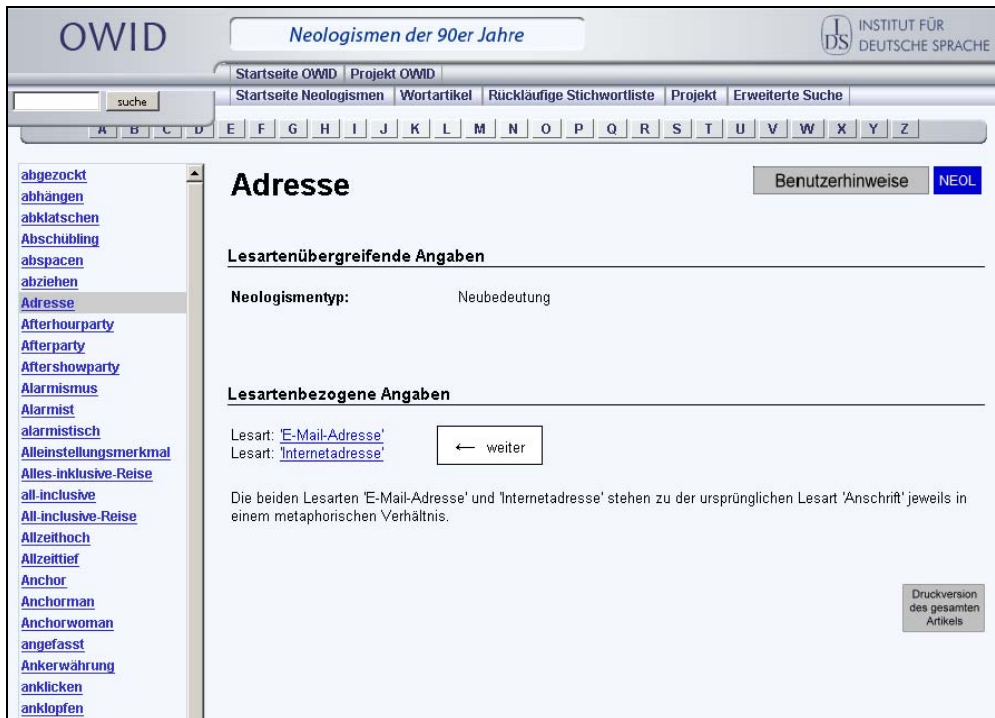 OWID
Neologismen der 90er Jahre
IDS
INSTITUT FÜR
DEUTSCHE SPRACHE
Startseite OWID | Projekt OWID
suche
Startseite Neologismen | Wortartikel | Rückläufige Stichwortliste | Projekt | Erweiterte Suche
A B C D E F G H I J K L M N O P Q R S T U V W X Y Z
abgezockt
abhängen
abklatschen
Abschübling
abspacen
abziehen
Adresse
Afterhourparty
Afterparty
Aftershowparty
Alarmismus
Alarmist
alarmistisch
Alleinstellungsmerkmal
Alles-inklusive-Reise
all-inclusive
All-inclusive-Reise
Allzeithoch
Allzeittief
Anchor
Anchorman
Anchorwoman
angefasst
Ankerwährung
anklicken
anklopfen
Adresse
Benutzerhinweise
NEOL
Lesartenübergreifende Angaben
Neologismentyp: Neubedeutung
Lesartenbezogene Angaben
Lesart: 'E-Mail-Adresse'
Lesart: 'Internetadresse'
← weiter
Die beiden Lesarten 'E-Mail-Adresse' und 'Internetadresse' stehen zu der ursprünglichen Lesart 'Anschrift' jeweils in
einem metaphorischen Verhältnis.
Druckversion
des gesamten
Artikels